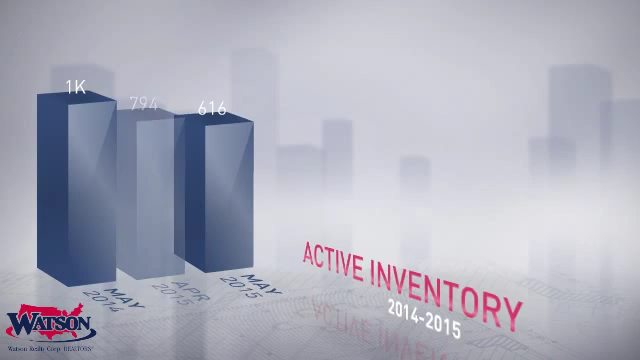 1K
794
616
MAY
2014
APR
2015
MAY
2015
ACTIVE INVENTORY
2014-2015
WATSON
Watson Realty Corp. REALTORS®